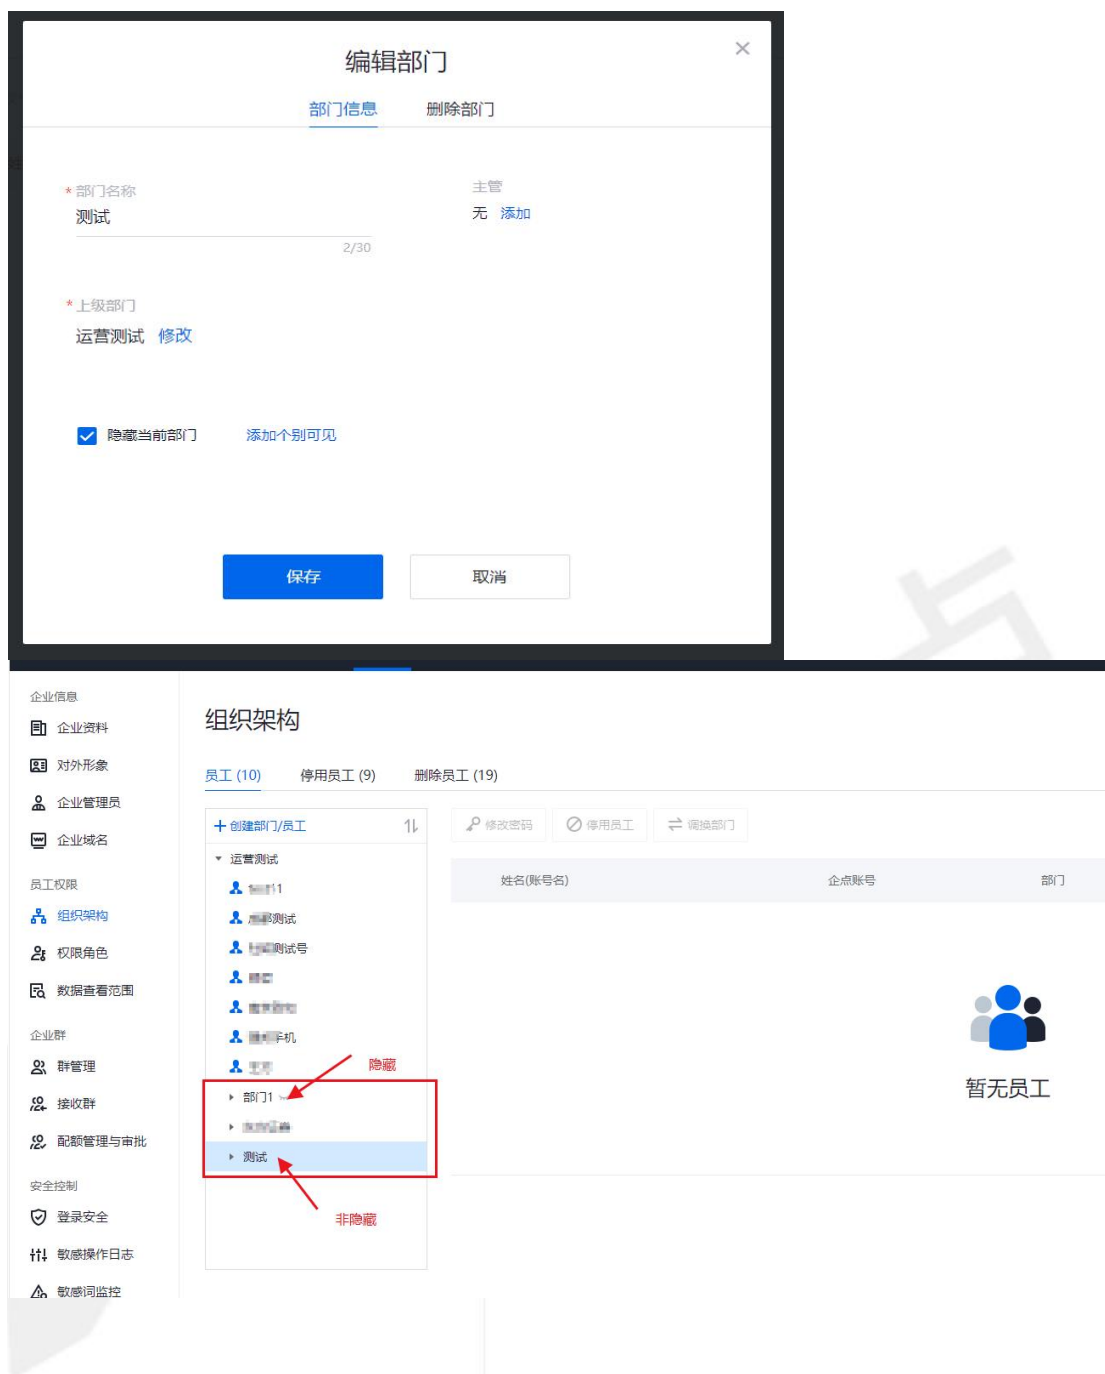 编辑部门
部门信息 删除部门
* 部门名称
测试
2/30
主管
无 添加
* 上级部门
运营测试 修改
隐藏当前部门 添加个别可见
保存 取消
企业信息
企业资料
对外形象
企业管理员
企业域名
员工权限
组织架构
权限角色
数据查看范围
企业群
群管理
接收群
配额管理与审批
安全控制
登录安全
敏感操作日志
敏感词监控
组织架构
员工 (10) 停用员工 (9) 删除员工 (19)
创建部门/员工
运营测试
测试
测试号
手机
部门1
测试
隐藏
非隐藏
修改密码 停用员工 调换部门
姓名(账号名) 企点账号 部门
暂无员工